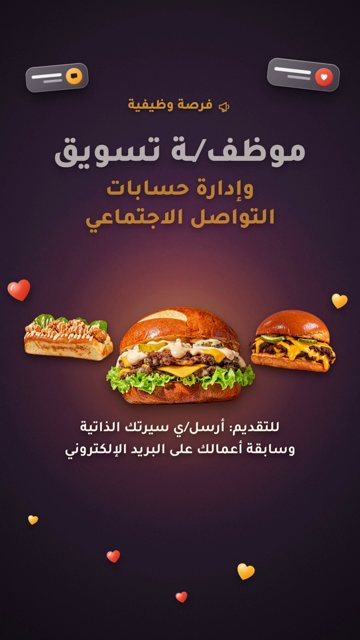 فرصة وظيفية
موظف/ة تسويق
وإدارة حسابات
التواصل الاجتماعي
للتقديم: أرسل/ي سيرتك الذاتية
وسابقة أعمالك على البريد الإلكتروني